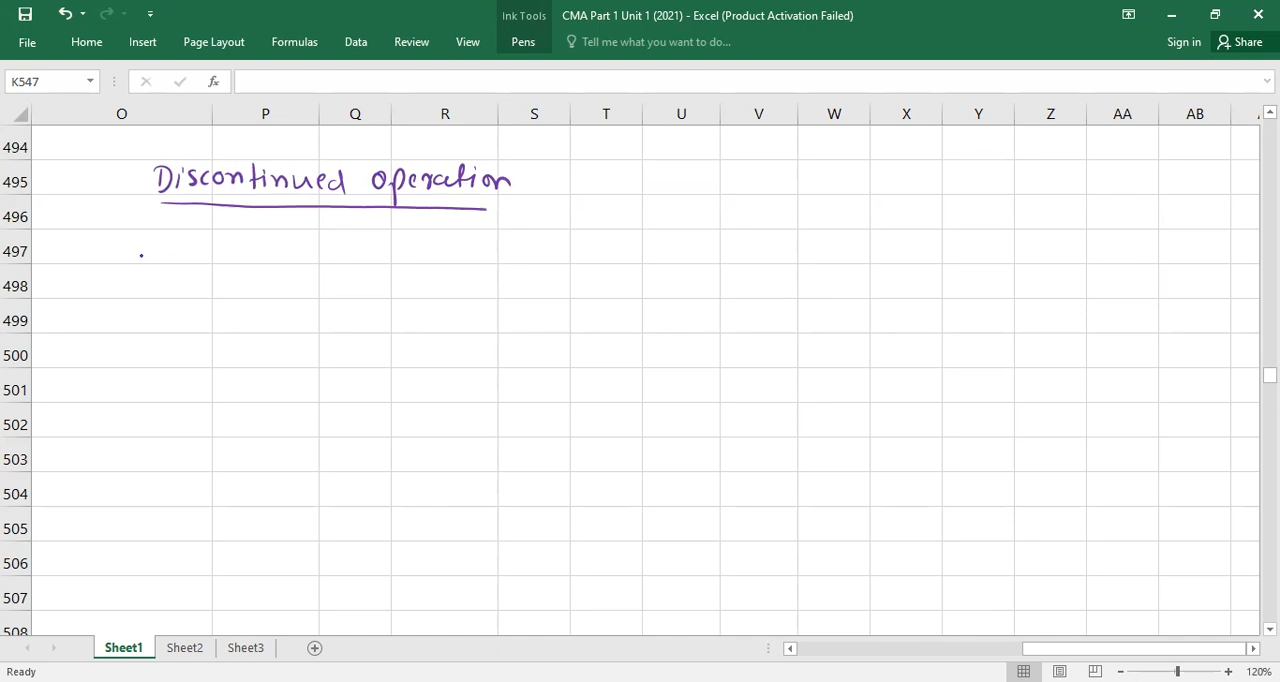 Ink Tools
CMA Part 1 Unit 1 (2021) - Excel (Product Activation Failed)
File Home Insert Page Layout Formulas Data Review View Pens Tell me what you want to do... Sign in Share
K547 fx
O P Q R S T U V W X Y Z AA AB
494
495 Discontinued operation
496
497
498
499
500
501
502
503
504
505
506
507
508
Sheet1 Sheet2 Sheet3
Ready 120%